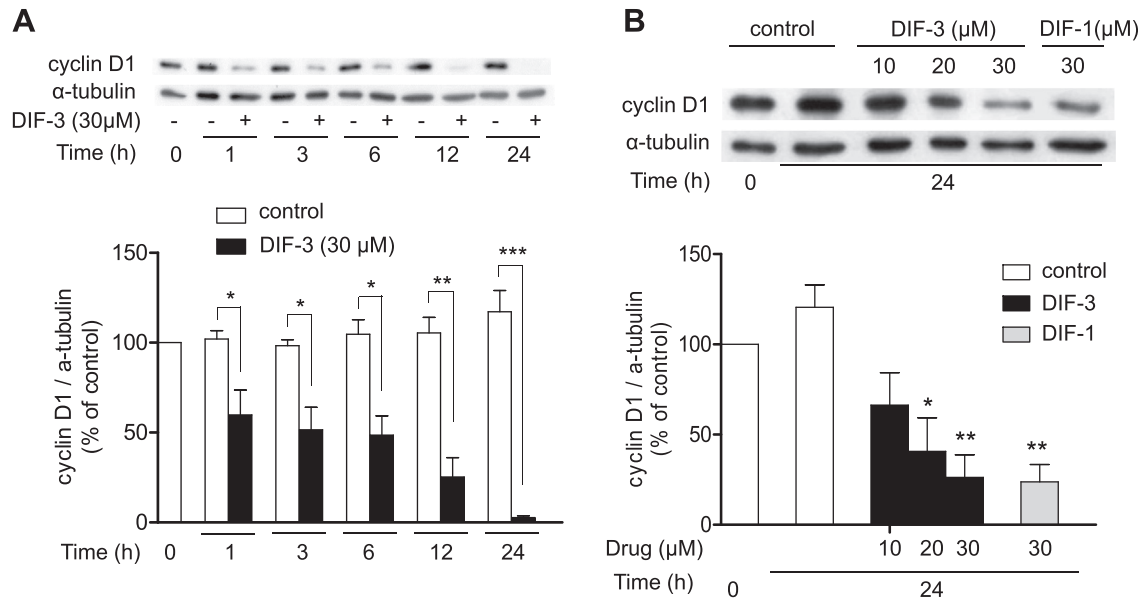 A
cyclin D1
α-tubulin
DIF-3 (30μM) - - + - + - + - + - +
Time (h) 0 1 3 6 12 24
control
DIF-3 (30 μM)
150
100
50
0
cyclin D1 / a-tubulin
(% of control)
* * * ** ***
Time (h) 0 1 3 6 12 24
B
control DIF-3 (μM) DIF-1(μM)
10 20 30 30
cyclin D1
α-tubulin
Time (h) 0 24
control
DIF-3
DIF-1
150
100
50
0
cyclin D1 / a-tubulin
(% of control)
* ** **
Drug (μM) 10 20 30 30
Time (h) 0 24